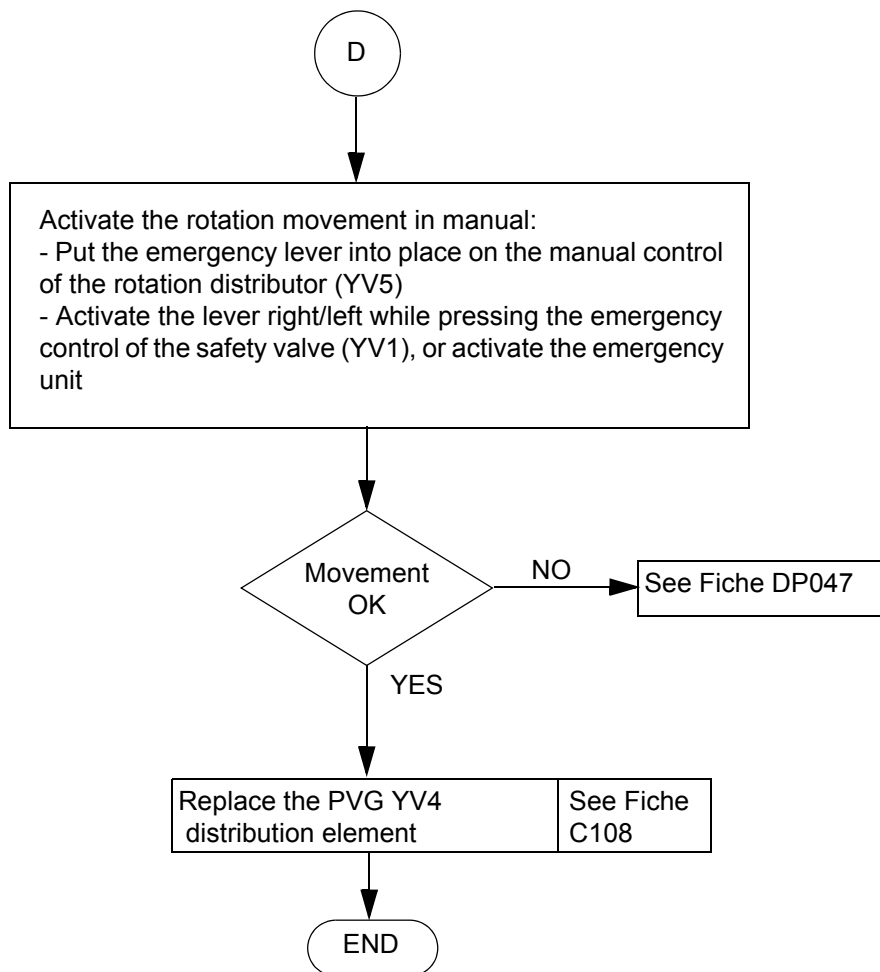 D
Activate the rotation movement in manual:
- Put the emergency lever into place on the manual control
of the rotation distributor (YV5)
- Activate the lever right/left while pressing the emergency
control of the safety valve (YV1), or activate the emergency
unit
Movement
OK
NO
See Fiche DP047
YES
Replace the PVG YV4
distribution element
See Fiche
C108
END